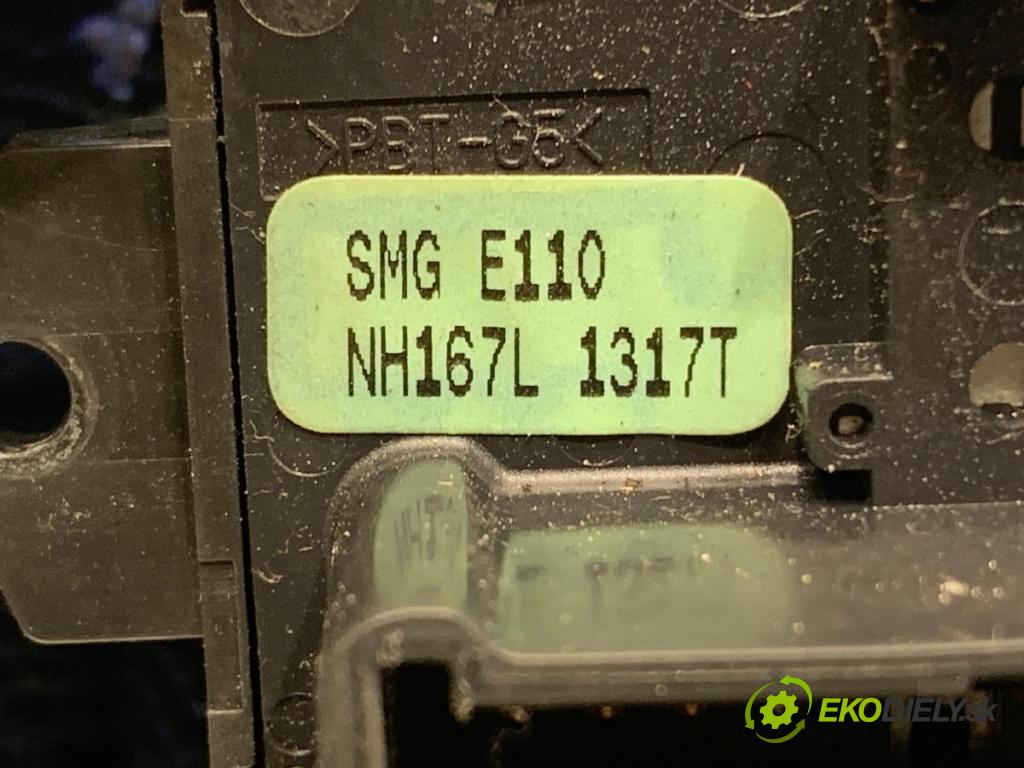 >PBT-G5<
SMG E110
NH167L 1317T
EKODIELY.sk